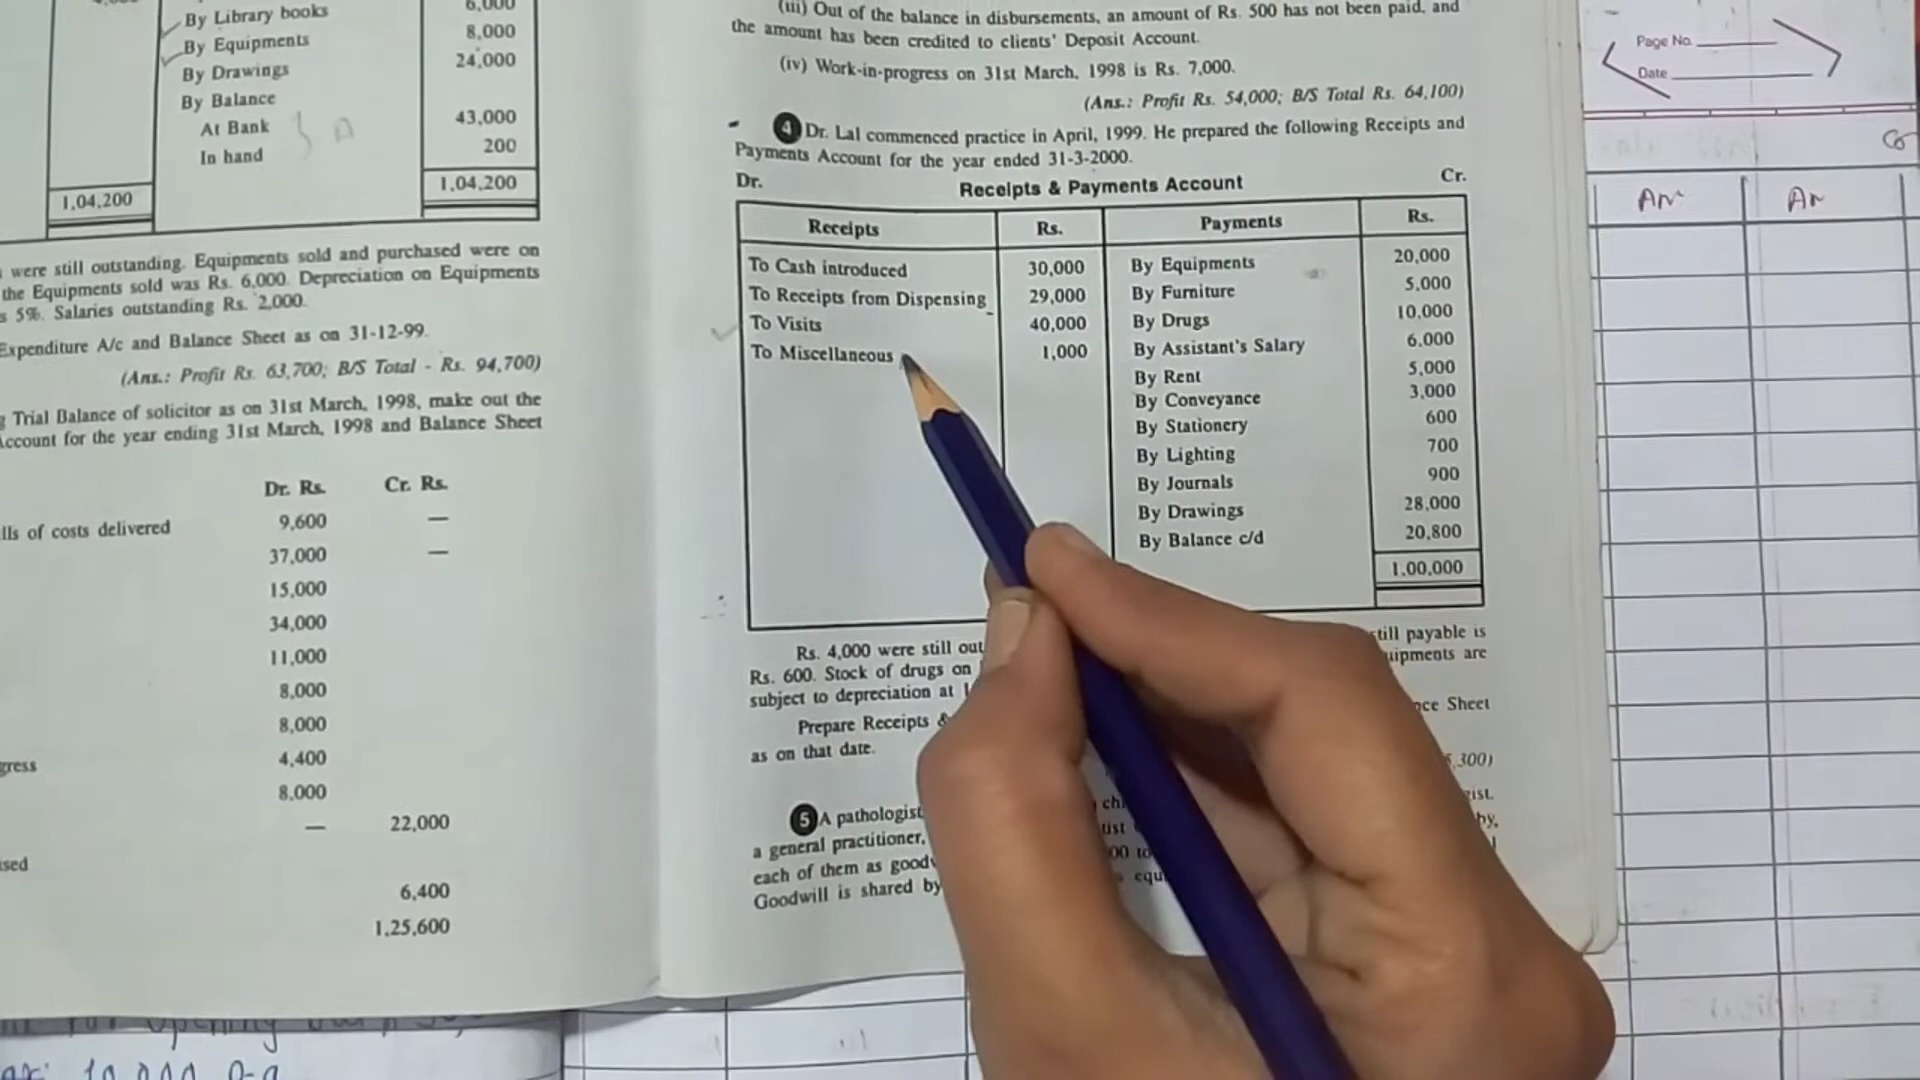 By Library books 6,000
By Equipments 8,000
By Drawings 24,000
By Balance
At Bank 43,000
In hand 200
1,04,200 1,04,200
were still outstanding. Equipments sold and purchased were on
the Equipments sold was Rs. 6,000. Depreciation on Equipments
5%. Salaries outstanding Rs. 2,000.
Expenditure A/c and Balance Sheet as on 31-12-99.
(Ans.: Profit Rs. 63,700; B/S Total - Rs. 94,700)
Trial Balance of solicitor as on 31st March, 1998, make out the
Account for the year ending 31st March, 1998 and Balance Sheet
Dr. Rs. Cr. Rs.
lls of costs delivered 9,600 —
37,000 —
15,000
34,000
11,000
8,000
8,000
gress 4,400
8,000
— 22,000
sed
6,400
1,25,600
(iii) Out of the balance in disbursements, an amount of Rs. 500 has not been paid, and
the amount has been credited to clients' Deposit Account.
(iv) Work-in-progress on 31st March, 1998 is Rs. 7,000.
(Ans.: Profit Rs. 54,000; B/S Total Rs. 64,100)
4 Dr. Lal commenced practice in April, 1999. He prepared the following Receipts and
Payments Account for the year ended 31-3-2000.
Dr. Receipts & Payments Account Cr.
Receipts Rs. Payments Rs.
To Cash introduced 30,000 By Equipments 20,000
To Receipts from Dispensing 29,000 By Furniture 5,000
To Visits 40,000 By Drugs 10,000
To Miscellaneous 1,000 By Assistant's Salary 6,000
By Rent 5,000
By Conveyance 3,000
By Stationery 600
By Lighting 700
By Journals 900
By Drawings 28,000
By Balance c/d 20,800
1,00,000
Rs. 4,000 were still out still payable is
Rs. 600. Stock of drugs on uipments are
subject to depreciation at
Prepare Receipts & nce Sheet
as on that date.
,300)
5 A pathologist
a general practitioner,
each of them as good
Goodwill is shared by
Page No.
Date